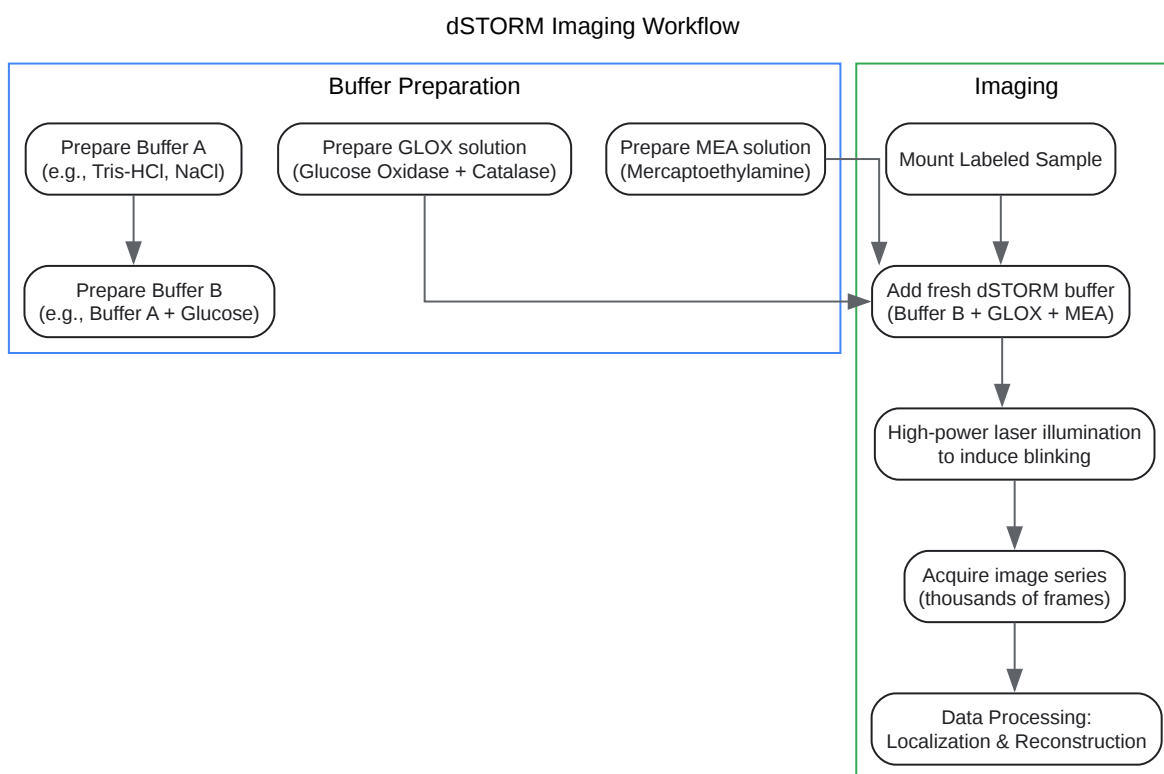 dSTORM Imaging Workflow
Buffer Preparation
Prepare Buffer A
(e.g., Tris-HCl, NaCl)
Prepare GLOX solution
(Glucose Oxidase + Catalase)
Prepare MEA solution
(Mercaptoethylamine)
Prepare Buffer B
(e.g., Buffer A + Glucose)
Imaging
Mount Labeled Sample
Add fresh dSTORM buffer
(Buffer B + GLOX + MEA)
High-power laser illumination
to induce blinking
Acquire image series
(thousands of frames)
Data Processing:
Localization & Reconstruction